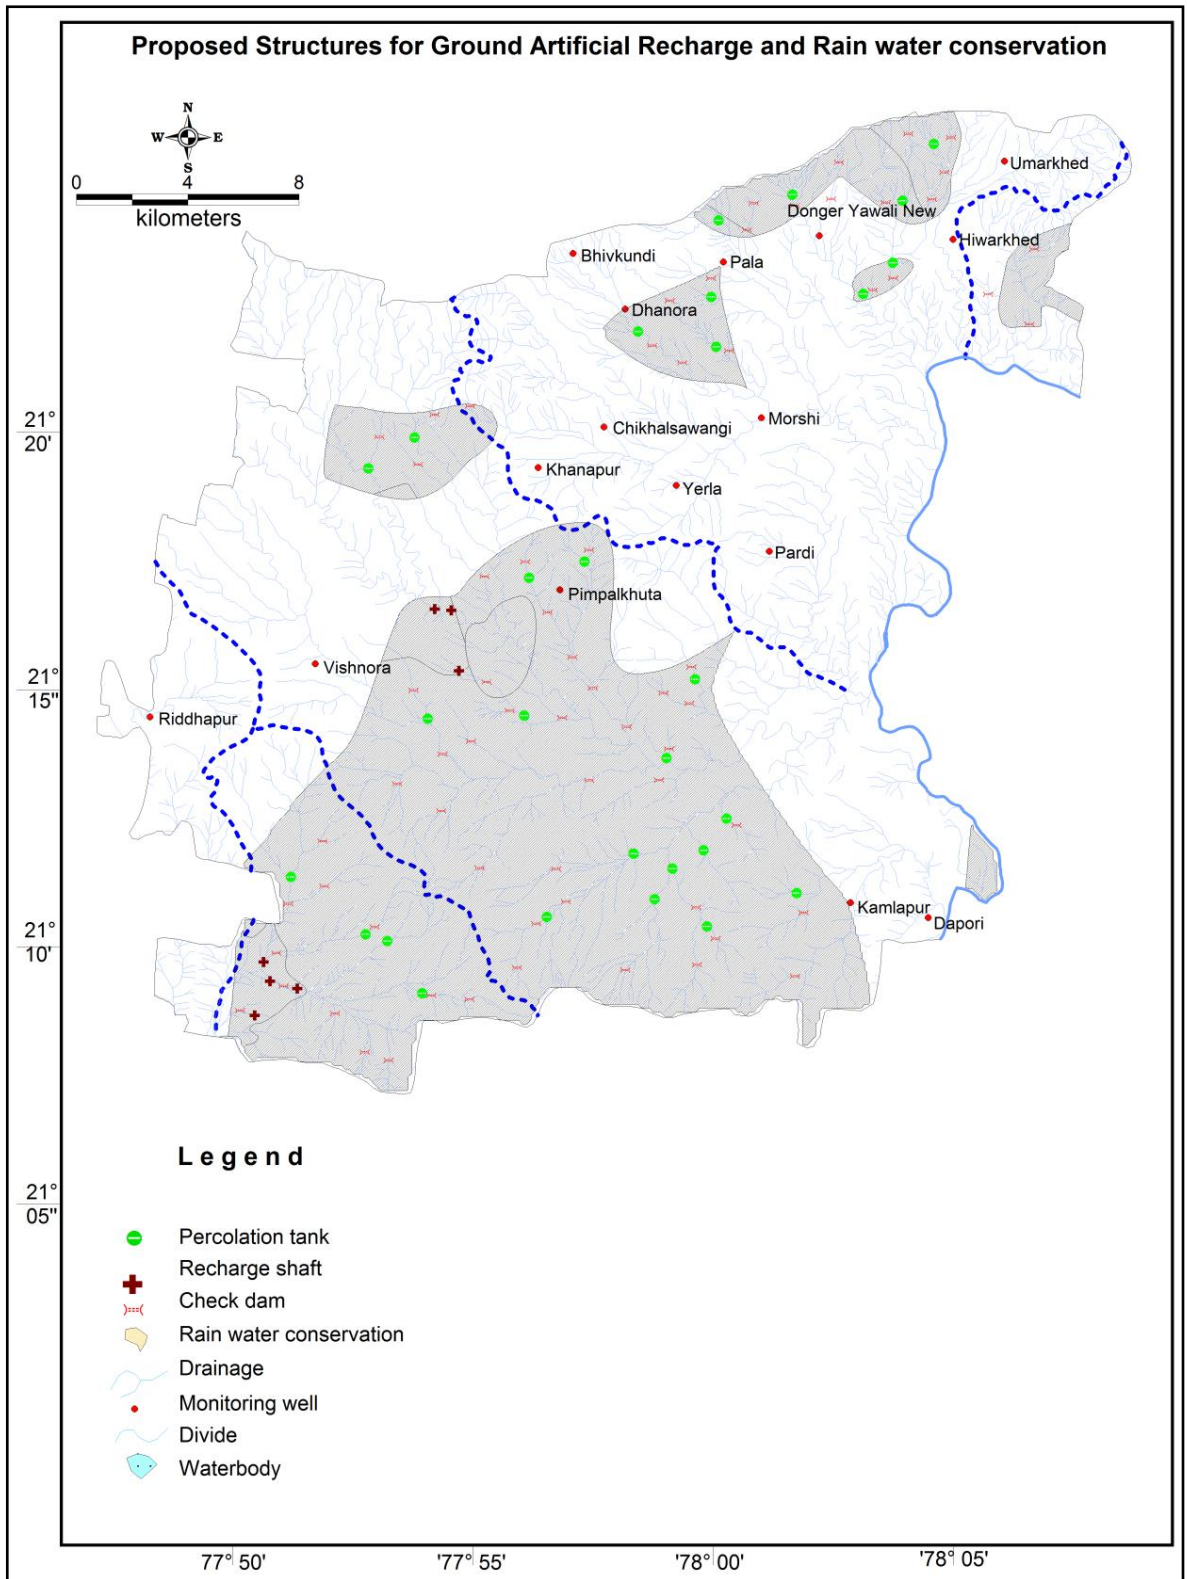 Proposed Structures for Ground Artificial Recharge and Rain water conservation
N
W E
S
0 4 8
kilometers
Umarkhed
Donger Yawali New
Hiwarkhed
Bhivkundi
Pala
Dhanora
21°
20'
Chikhalsawangi
Morshi
Khanapur
Yerla
Pardi
Pimpalkhuta
Vishnora
21°
15"
Riddhapur
Kamlapur
Dapori
21°
10'
Legend
21°
05"
Percolation tank
Recharge shaft
Check dam
Rain water conservation
Drainage
Monitoring well
Divide
Waterbody
77° 50' '77° 55' '78° 00' '78° 05'